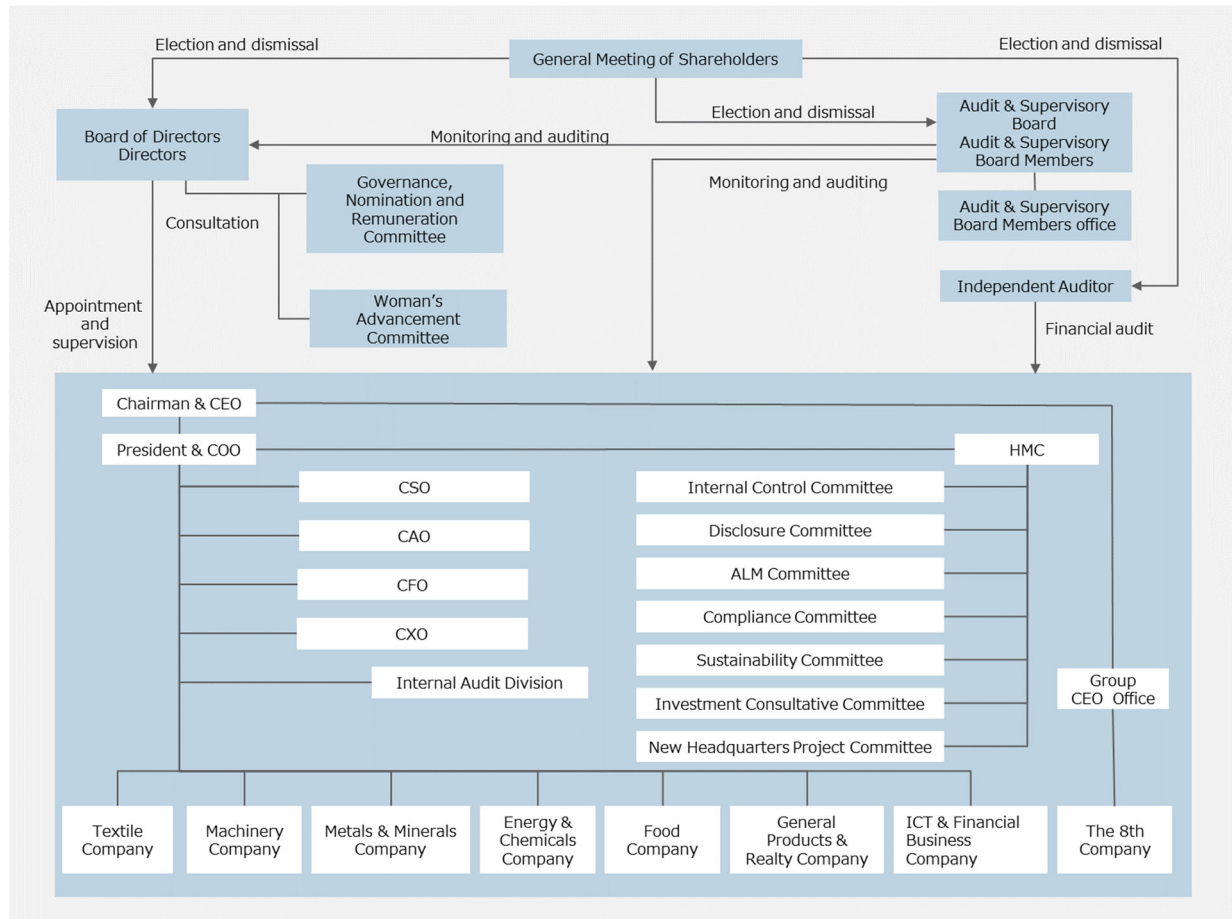 Election and dismissal
General Meeting of Shareholders
Election and dismissal
Election and dismissal
Audit & Supervisory
Board
Audit & Supervisory
Board Members
Board of Directors
Directors
Monitoring and auditing
Monitoring and auditing
Governance,
Nomination and
Remuneration
Committee
Consultation
Audit & Supervisory
Board Members office
Independent Auditor
Woman’s
Advancement
Committee
Appointment
and
supervision
Financial audit
Chairman & CEO
President & COO
HMC
CSO
Internal Control Committee
CAO
Disclosure Committee
CFO
ALM Committee
CXO
Compliance Committee
Sustainability Committee
Internal Audit Division
Group
CEO Office
Investment Consultative Committee
New Headquarters Project Committee
Textile
Company
Machinery
Company
Metals & Minerals
Company
Energy &
Chemicals
Company
Food
Company
General
Products &
Realty Company
ICT & Financial
Business
Company
The 8th
Company